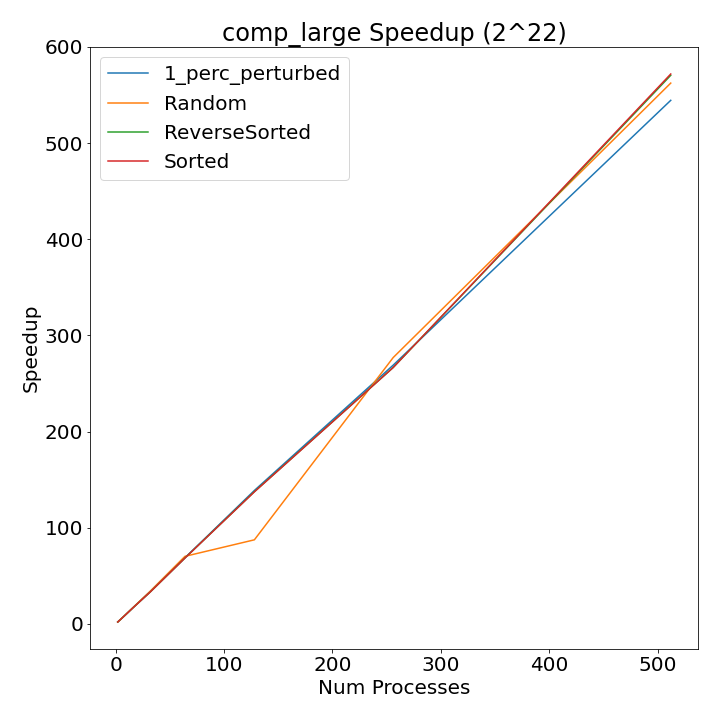 comp_large Speedup (2^22)
1_perc_perturbed
Random
ReverseSorted
Sorted
Speedup
600
500
400
300
200
100
0
0 100 200 300 400 500
Num Processes